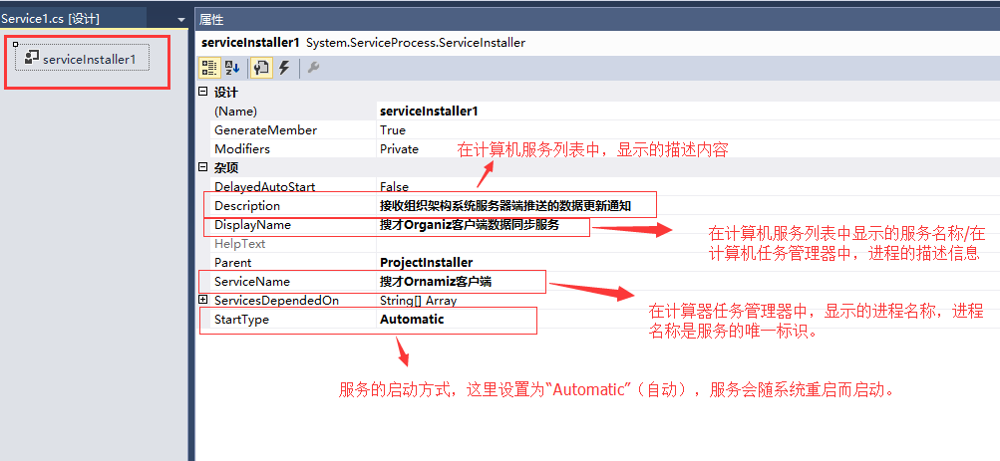 Service1.cs [设计]
属性
serviceInstaller1
serviceInstaller1 System.ServiceProcess.ServiceInstaller
设计
(Name) serviceInstaller1
GenerateMember True
Modifiers Private
在计算机服务列表中，显示的描述内容
杂项
DelayedAutoStart False
Description 接收组织架构系统服务器端推送的数据更新通知
DisplayName 搜才Organiz客户端数据同步服务
在计算机服务列表中显示的服务名称/在
计算机任务管理器中，进程的描述信息
HelpText
Parent ProjectInstaller
ServiceName 搜才Ornamiz客户端
ServicesDependedOn String[] Array
在计算器任务管理器中，显示的进程名称，进程
名称是服务的唯一标识。
StartType Automatic
服务的启动方式，这里设置为“Automatic”（自动），服务会随系统重启而启动。